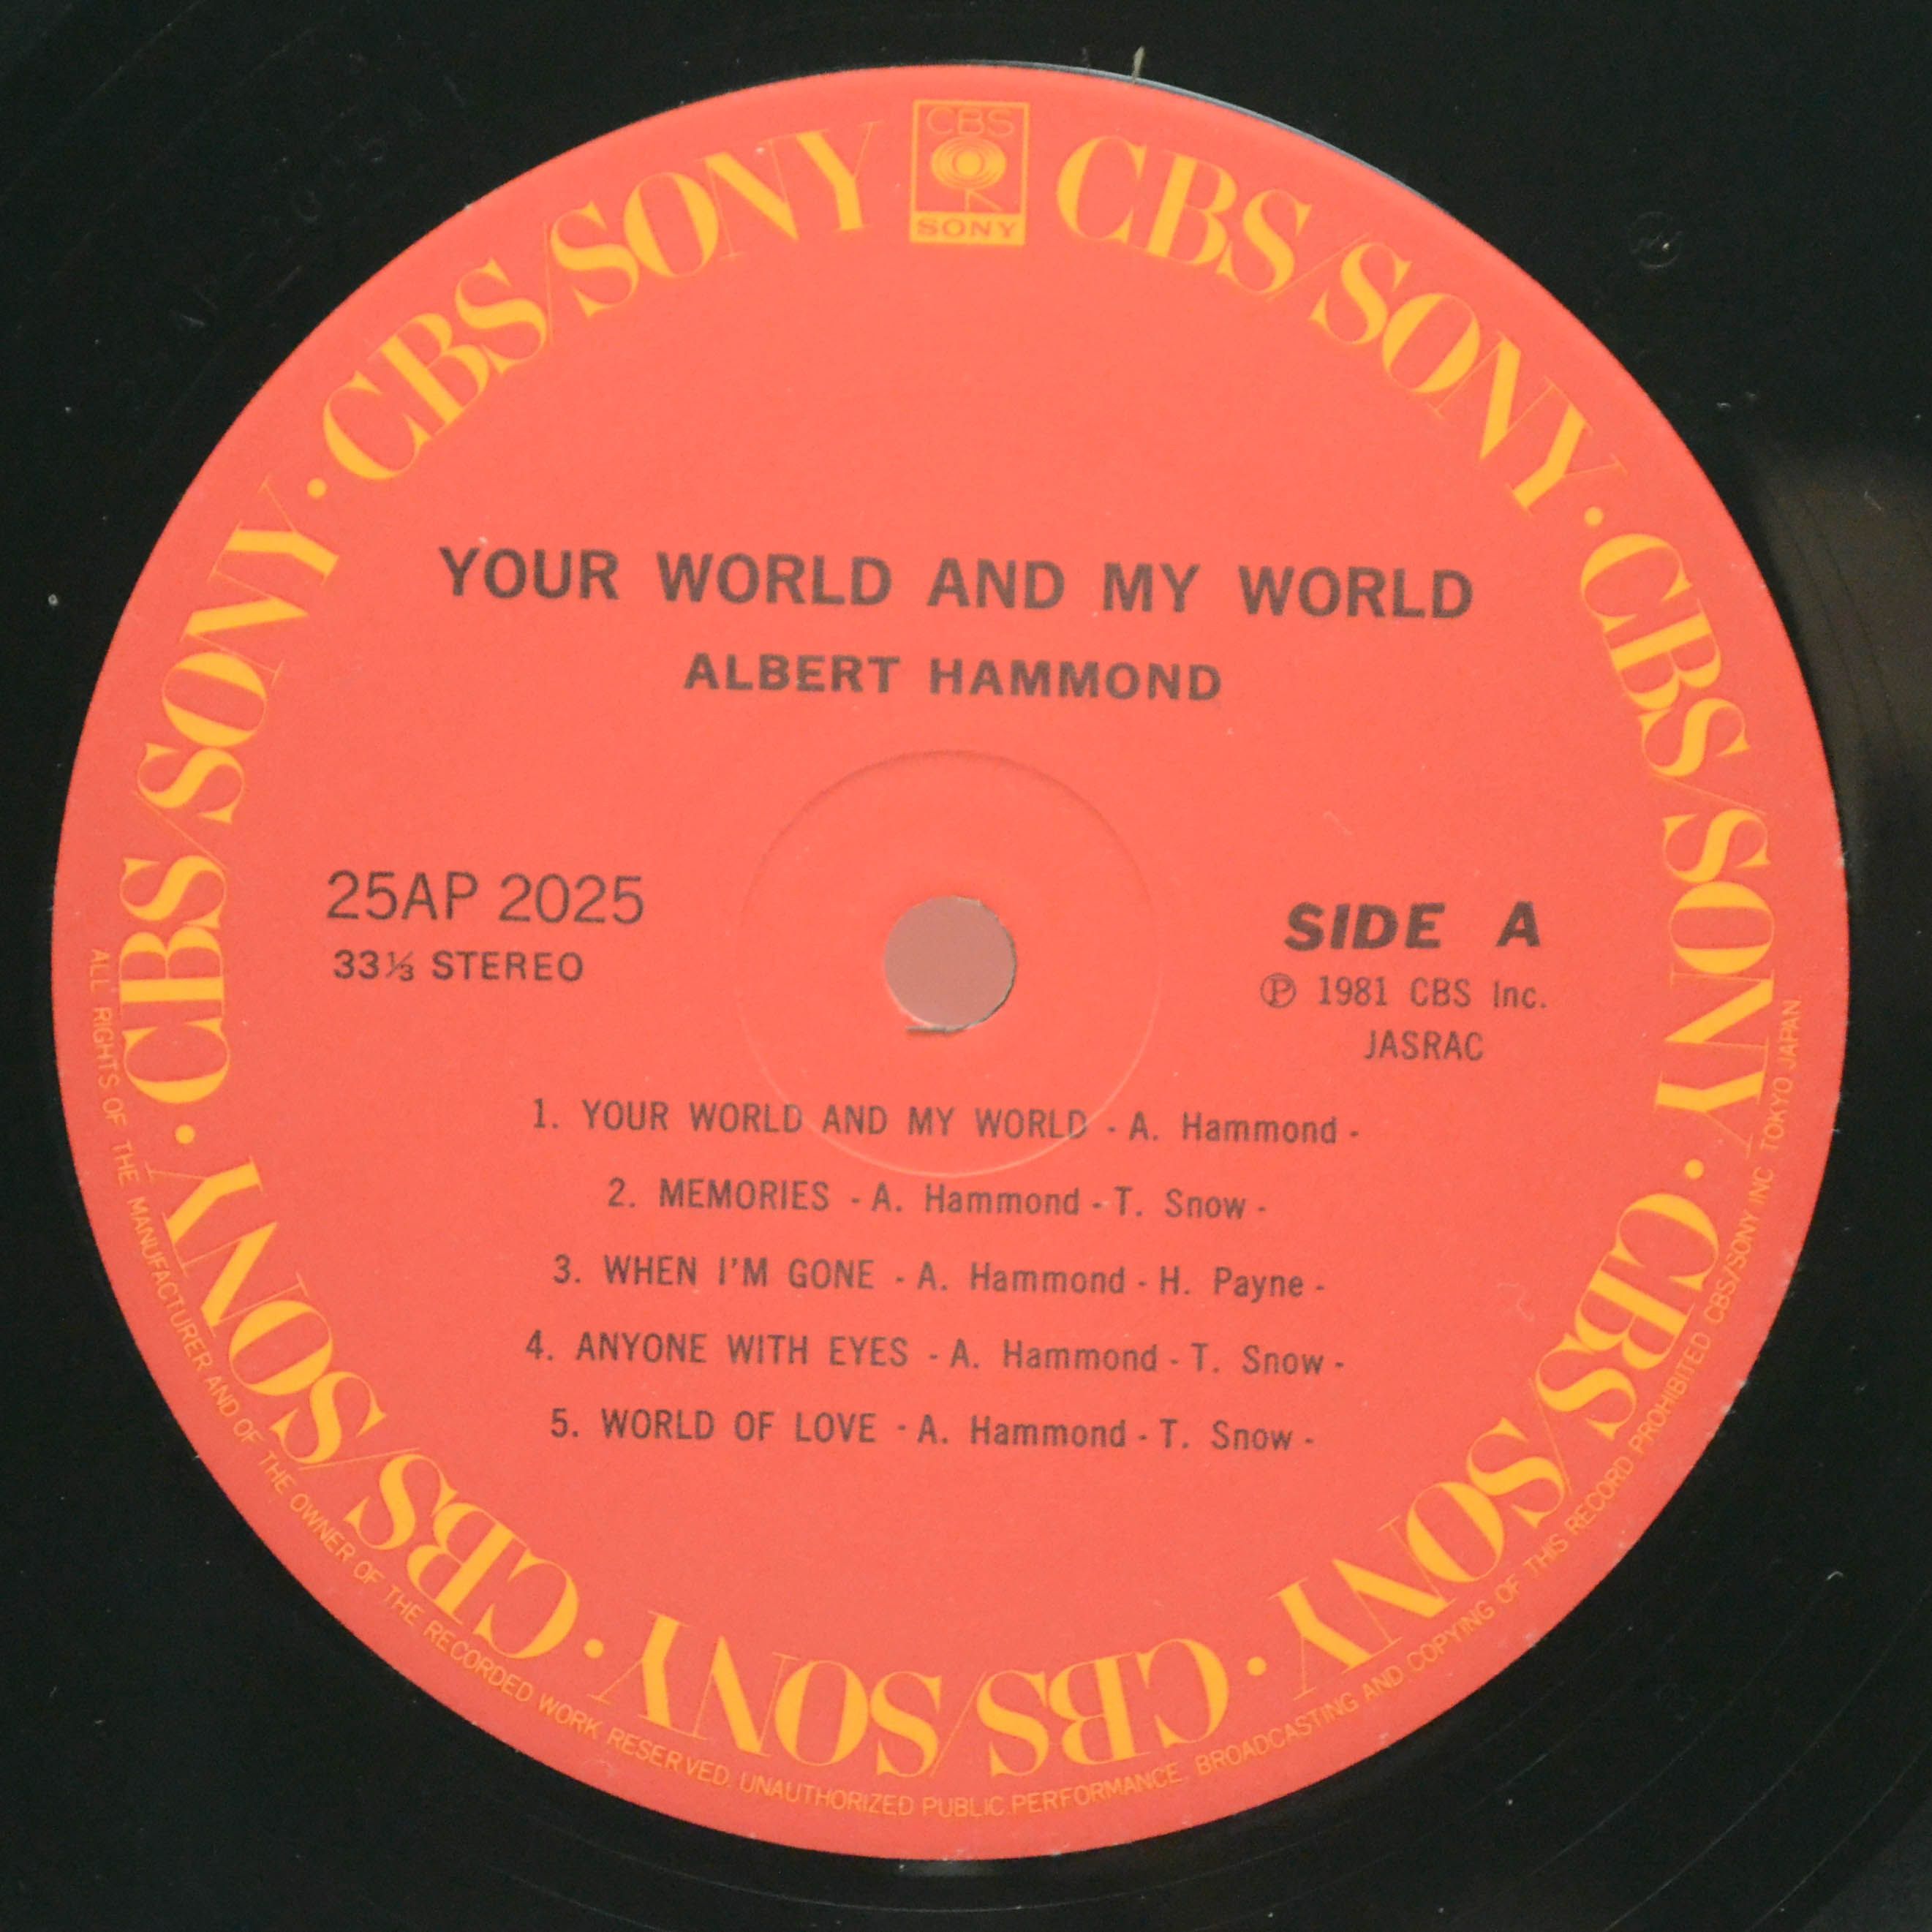 CBS
SONY
CBS/SONY · CBS/SONY · CBS/SONY · CBS/SONY · CBS/SONY · CBS/SONY · CBS/SONY
YOUR WORLD AND MY WORLD
ALBERT HAMMOND
25AP 2025
33⅓ STEREO
SIDE A
Ⓟ 1981 CBS Inc.
JASRAC
1. YOUR WORLD AND MY WORLD - A. Hammond -
2. MEMORIES - A. Hammond - T. Snow -
3. WHEN I'M GONE - A. Hammond - H. Payne -
4. ANYONE WITH EYES - A. Hammond - T. Snow -
5. WORLD OF LOVE - A. Hammond - T. Snow -
ALL RIGHTS OF THE MANUFACTURER AND OF THE OWNER OF THE RECORDED WORK RESERVED. UNAUTHORIZED PUBLIC PERFORMANCE, BROADCASTING AND COPYING OF THIS RECORD PROHIBITED CBS/SONY INC TOKYO JAPAN.